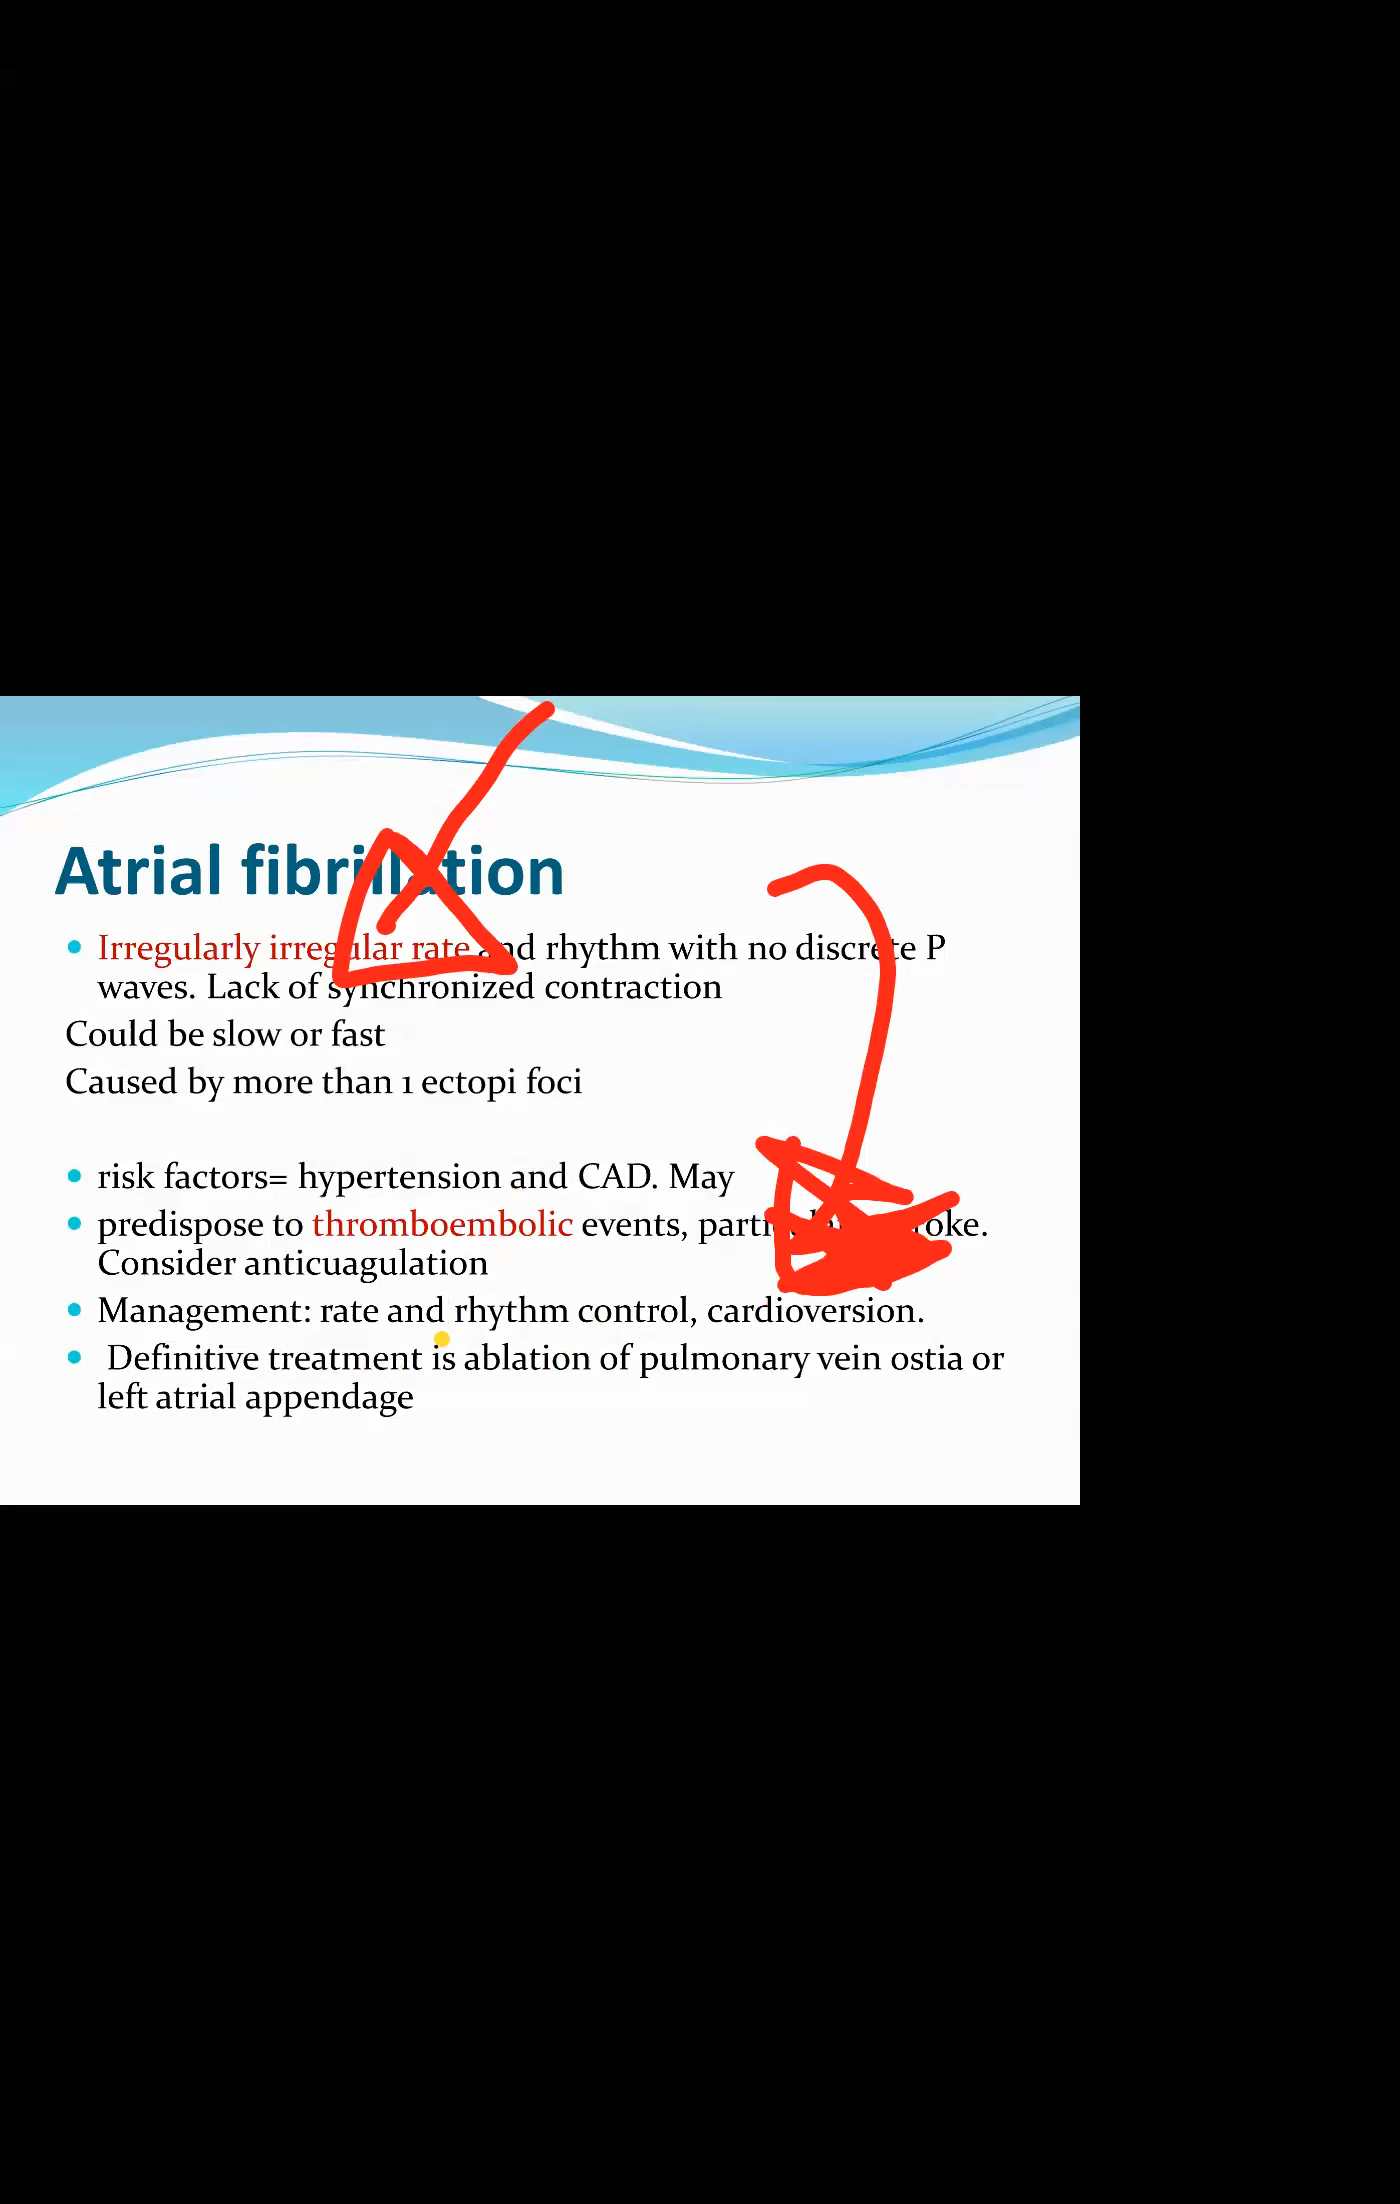 Atrial fibrillation
Irregularly irregular rate and rhythm with no discrete P
waves. Lack of synchronized contraction
Could be slow or fast
Caused by more than 1 ectopi foci
risk factors= hypertension and CAD. May
predispose to thromboembolic events,
Consider anticuagulation
Management: rate and rhythm control, cardioversion.
Definitive treatment is ablation of pulmonary vein ostia or
left atrial appendage